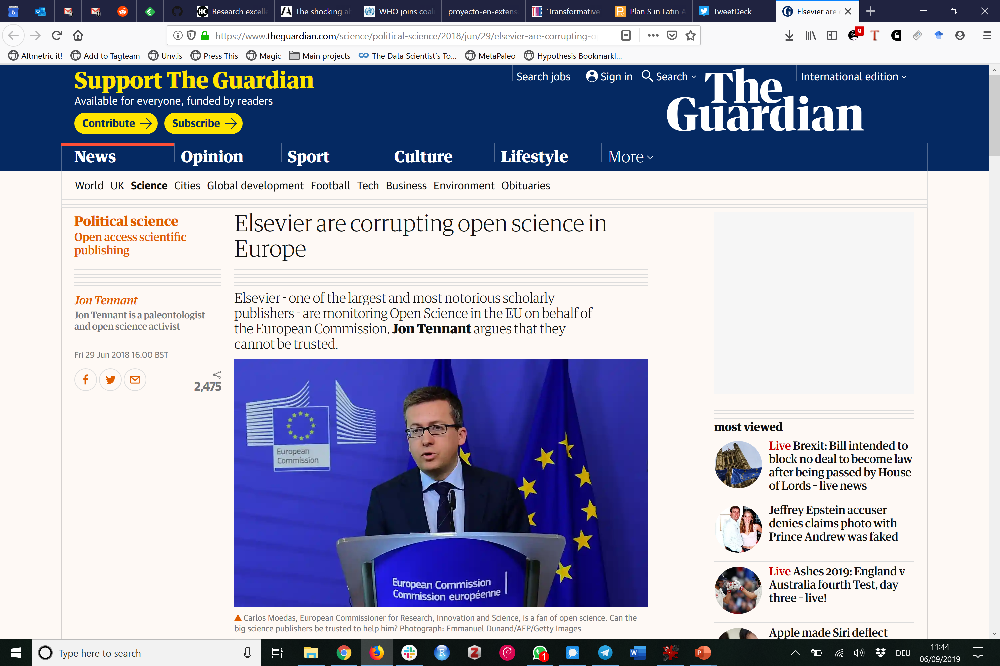 6
Research excelle
The shocking a
WHO joins coal
proyecto-en-extens
'Transformative'
Plan S in Latin A
TweetDeck
Elsevier are c
https://www.theguardian.com/science/political-science/2018/jun/29/elsevier-are-corrupting-o
9
Altmetric it!
Add to Tagteam
Unv.is
Press This
Magic
Main projects
The Data Scientist's To...
MetaPaleo
Hypothesis Bookmarkl...
Support The Guardian
Available for everyone, funded by readers
Contribute
Subscribe
Search jobs
Sign in
Search
International edition
The
Guardian
News
Opinion
Sport
Culture
Lifestyle
More
World UK Science Cities Global development Football Tech Business Environment Obituaries
Political science
Open access scientific
publishing
Jon Tennant
Jon Tennant is a paleontologist
and open science activist
Fri 29 Jun 2018 16.00 BST
2,475
Elsevier are corrupting open science in
Europe
Elsevier - one of the largest and most notorious scholarly
publishers - are monitoring Open Science in the EU on behalf of
the European Commission. Jon Tennant argues that they
cannot be trusted.
European
Commission
European Commission
Commission européenne
Carlos Moedas, European Commissioner for Research, Innovation and Science, is a fan of open science. Can the
big science publishers be trusted to help him? Photograph: Emmanuel Dunand/AFP/Getty Images
most viewed
Live Brexit: Bill intended to
block no deal to become law
after being passed by House
of Lords – live news
Jeffrey Epstein accuser
denies claims photo with
Prince Andrew was faked
Live Ashes 2019: England v
Australia fourth Test, day
three – live!
Apple made Siri deflect
Type here to search
1
DEU
11:44
06/09/2019